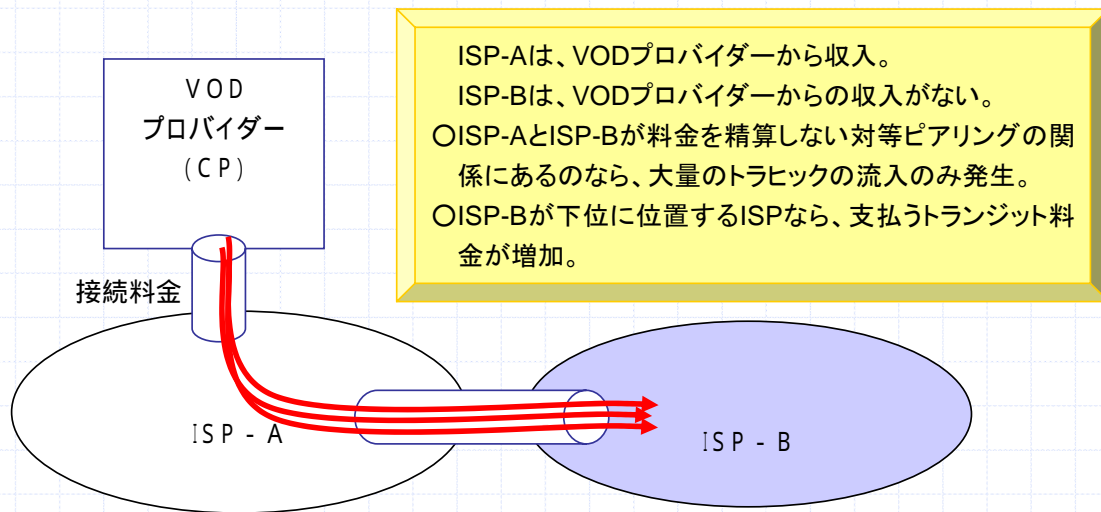 VOD
プロバイダー
(CP)
ISP-Aは、VODプロバイダーから収入。
ISP-Bは、VODプロバイダーからの収入がない。
〇ISP-AとISP-Bが料金を精算しない対等ピアリングの関
係にあるのなら、大量のトラヒックの流入のみ発生。
〇ISP-Bが下位に位置するISPなら、支払うトランジット料
金が増加。
接続料金
ISP-A
ISP-B